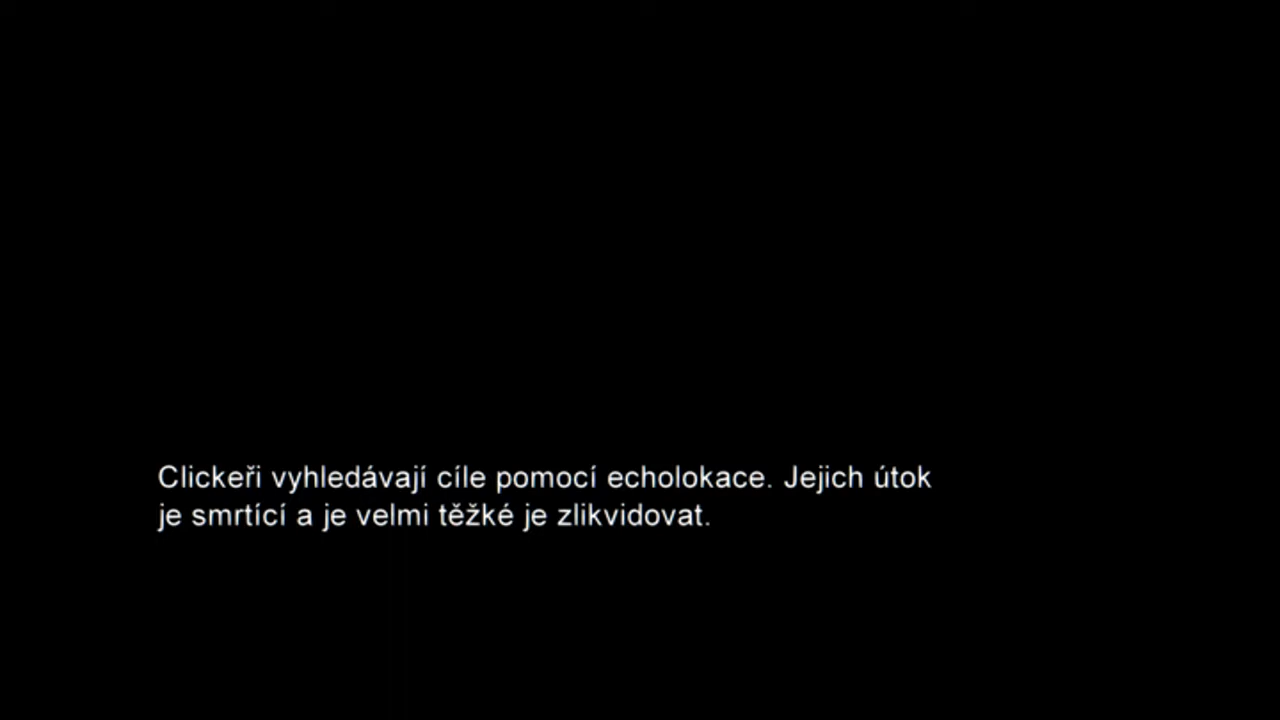 Clickeři vyhledávají cíle pomocí echolokace. Jejich útok
je smrtící a je velmi těžké je zlikvidovat.